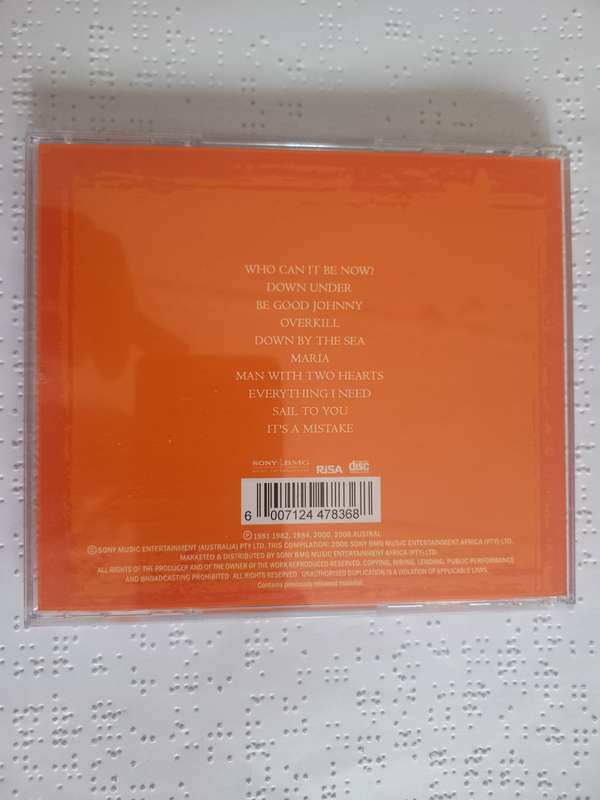 WHO CAN IT BE NOW?
DOWN UNDER
BE GOOD JOHNNY
OVERKILL
DOWN BY THE SEA
MARIA
MAN WITH TWO HEARTS
EVERYTHING I NEED
SAIL TO YOU
IT'S A MISTAKE
SONY BMG
MUSIC ENTERTAINMENT
RiSA
disc
6 007124 478368
℗ 1981 1982, 1984, 2000, 2006 AUSTRAL
© SONY MUSIC ENTERTAINMENT (AUSTRALIA) PTY LTD. THIS COMPILATION: 2006 SONY BMG MUSIC ENTERTAINMENT AFRICA (PTY) LTD.
MARKETED & DISTRIBUTED BY SONY BMG MUSIC ENTERTAINMENT AFRICA (PTY) LTD.
ALL RIGHTS OF THE PRODUCER AND OF THE OWNER OF THE WORK REPRODUCED RESERVED. COPYING, HIRING, LENDING, PUBLIC PERFORMANCE
AND BROADCASTING PROHIBITED. ALL RIGHTS RESERVED. UNAUTHORISED DUPLICATION IS A VIOLATION OF APPLICABLE LAWS.
Contains previously released material.